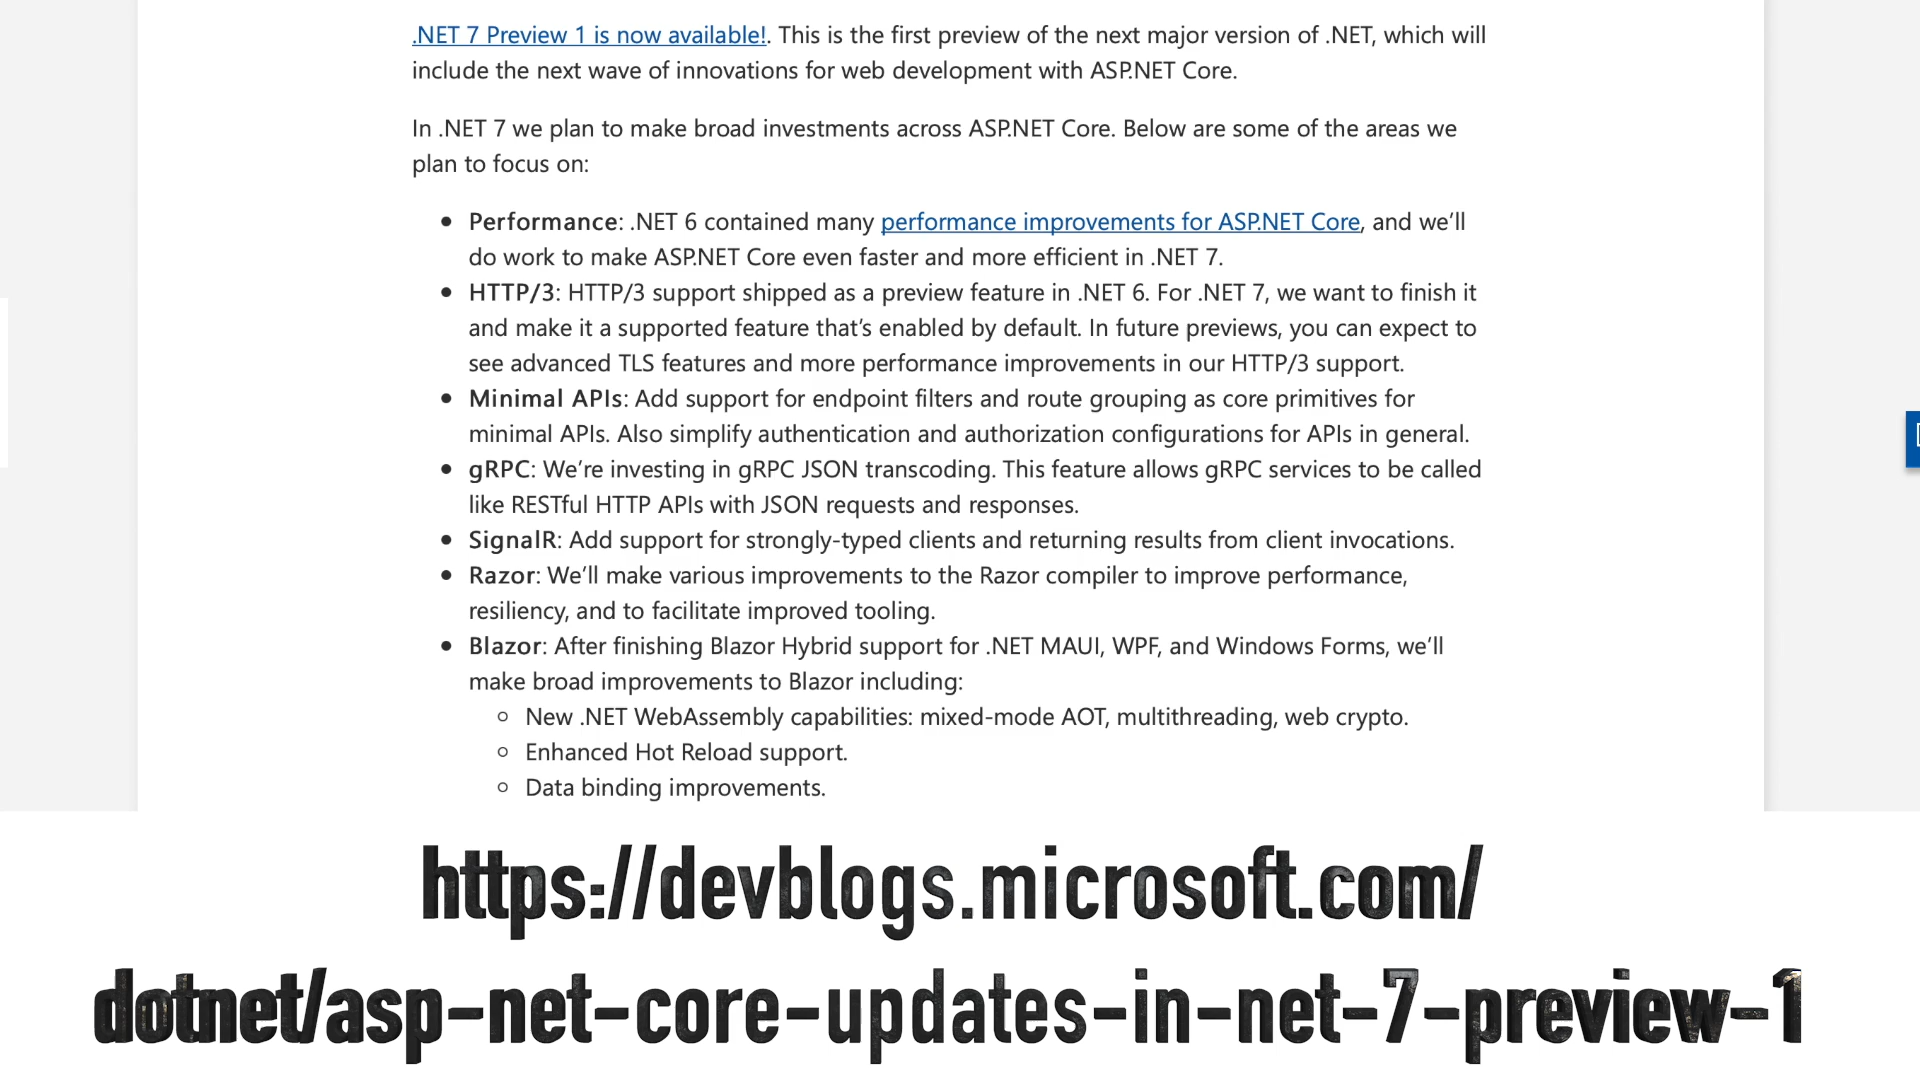 .NET 7 Preview 1 is now available!. This is the first preview of the next major version of .NET, which will
include the next wave of innovations for web development with ASP.NET Core.
In .NET 7 we plan to make broad investments across ASP.NET Core. Below are some of the areas we
plan to focus on:
• Performance: .NET 6 contained many performance improvements for ASP.NET Core, and we’ll
do work to make ASP.NET Core even faster and more efficient in .NET 7.
• HTTP/3: HTTP/3 support shipped as a preview feature in .NET 6. For .NET 7, we want to finish it
and make it a supported feature that’s enabled by default. In future previews, you can expect to
see advanced TLS features and more performance improvements in our HTTP/3 support.
• Minimal APIs: Add support for endpoint filters and route grouping as core primitives for
minimal APIs. Also simplify authentication and authorization configurations for APIs in general.
• gRPC: We’re investing in gRPC JSON transcoding. This feature allows gRPC services to be called
like RESTful HTTP APIs with JSON requests and responses.
• SignalR: Add support for strongly-typed clients and returning results from client invocations.
• Razor: We’ll make various improvements to the Razor compiler to improve performance,
resiliency, and to facilitate improved tooling.
• Blazor: After finishing Blazor Hybrid support for .NET MAUI, WPF, and Windows Forms, we’ll
make broad improvements to Blazor including:
○ New .NET WebAssembly capabilities: mixed-mode AOT, multithreading, web crypto.
○ Enhanced Hot Reload support.
○ Data binding improvements.
https://devblogs.microsoft.com/
dotnet/asp-net-core-updates-in-net-7-preview-1